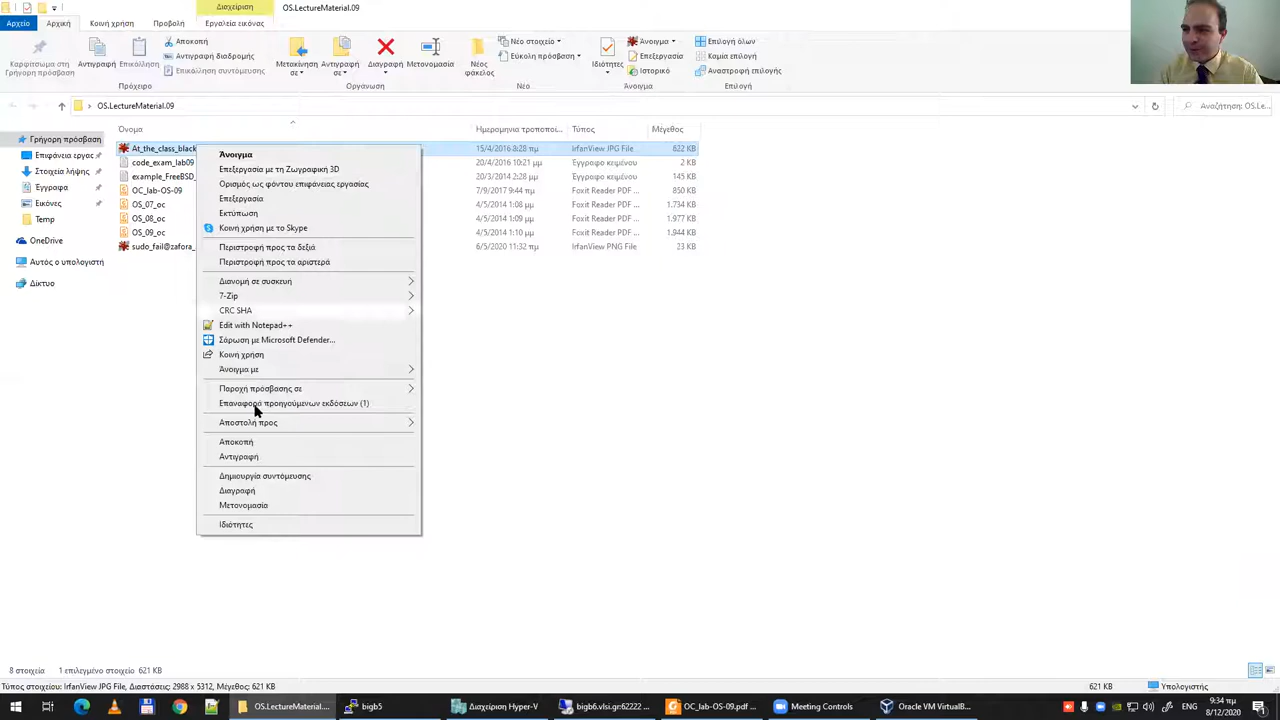 Διαχείριση
OS.LectureMaterial.09
Αρχείο
Αρχική
Κοινή χρήση
Προβολή
Εργαλεία εικόνας
Καρφίτσωμα στη
Γρήγορη πρόσβαση
Αντιγραφή
Επικόλληση
Αποκοπή
Αντιγραφή διαδρομής
Επικόλληση συντόμευσης
Πρόχειρο
Μετακίνηση
σε
Αντιγραφή
σε
Διαγραφή
Μετονομασία
Οργάνωση
Νέος
φάκελος
Νέο στοιχείο
Εύκολη πρόσβαση
Νέο
Ιδιότητες
Άνοιγμα
Επεξεργασία
Ιστορικό
Άνοιγμα
Επιλογή όλων
Καμία επιλογή
Αναστροφή επιλογής
Επιλογή
OS.LectureMaterial.09
Αναζήτηση: OS.Le...
Όνομα
Ημερομηνία τροποποί...
Τύπος
Μέγεθος
Γρήγορη πρόσβαση
Επιφάνεια εργας
Στοιχεία λήψης
Έγγραφα
Εικόνες
Temp
OneDrive
Αυτός ο υπολογιστή
Δίκτυο
At_the_class_black 15/4/2016 8:28 πμ IrfanView JPG File 622 KB
code_exam_lab09 20/4/2016 10:21 μμ Έγγραφο κειμένου 2 KB
example_FreeBSD_ 20/3/2014 2:28 μμ Έγγραφο κειμένου 145 KB
OC_lab-OS-09 7/9/2017 9:44 πμ Foxit Reader PDF ... 850 KB
OS_07_oc 4/5/2014 1:08 μμ Foxit Reader PDF ... 1.734 KB
OS_08_oc 4/5/2014 1:09 μμ Foxit Reader PDF ... 1.977 KB
OS_09_oc 4/5/2014 1:10 μμ Foxit Reader PDF ... 1.944 KB
sudo_fail@zafora_ 6/5/2020 11:32 πμ IrfanView PNG File 23 KB
Άνοιγμα
Επεξεργασία με τη Ζωγραφική 3D
Ορισμός ως φόντου επιφάνειας εργασίας
Επεξεργασία
Εκτύπωση
Κοινή χρήση με το Skype
Περιστροφή προς τα δεξιά
Περιστροφή προς τα αριστερά
Διανομή σε συσκευή
7-Zip
CRC SHA
Edit with Notepad++
Σάρωση με Microsoft Defender...
Κοινή χρήση
Άνοιγμα με
Παροχή πρόσβασης σε
Επαναφορά προηγούμενων εκδόσεων (1)
Αποστολή προς
Αποκοπή
Αντιγραφή
Δημιουργία συντόμευσης
Διαγραφή
Μετονομασία
Ιδιότητες
8 στοιχεία 1 επιλεγμένο στοιχείο 621 KB
Τύπος στοιχείου: IrfanView JPG File, Διαστάσεις: 2988 x 5312, Μέγεθος: 621 KB
621 KB
Υπολογιστής
OS.LectureMaterial....
bigb5
Διαχείριση Hyper-V
bigb6.vlsi.gr:62222 ...
OC_lab-OS-09.pdf ...
Meeting Controls
Oracle VM VirtualB...
EN
9:34 πμ
8/12/2020